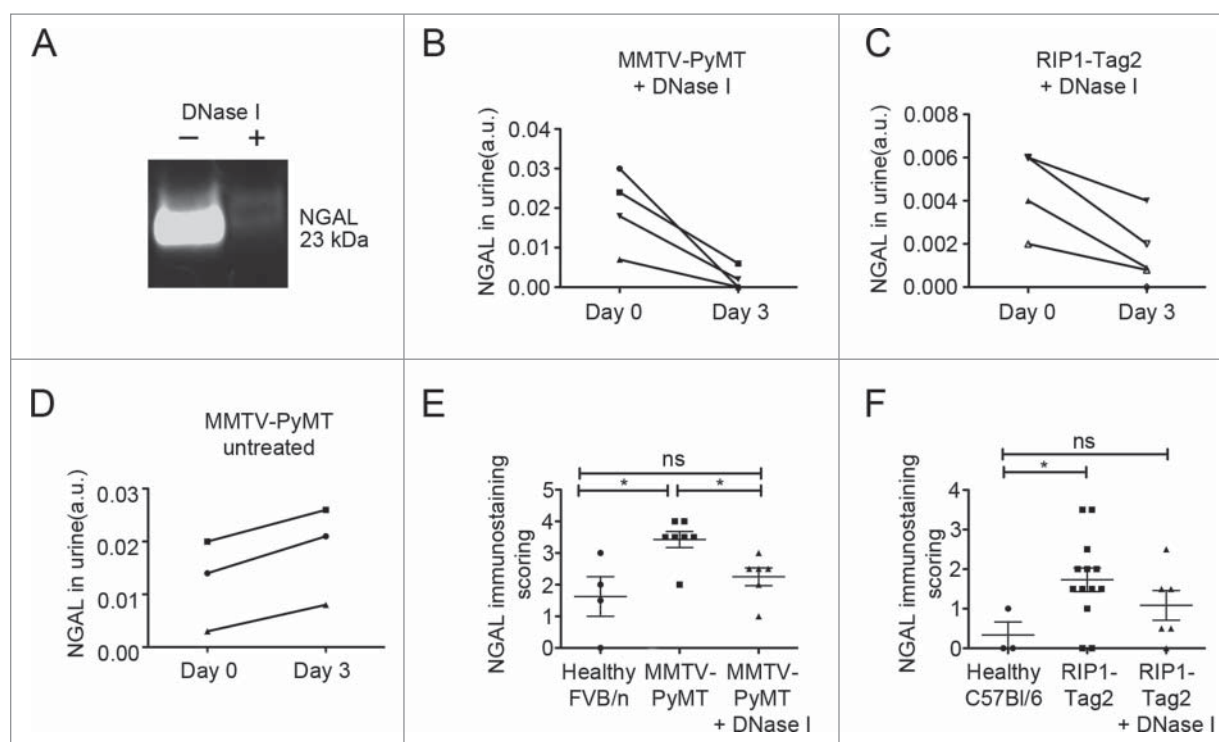 A
DNase I
− +
NGAL
23 kDa
B
MMTV-PyMT
+ DNase I
NGAL in urine(a.u.)
0.04
0.03
0.02
0.01
0.00
Day 0 Day 3
C
RIP1-Tag2
+ DNase I
NGAL in urine(a.u.)
0.008
0.006
0.004
0.002
0.000
Day 0 Day 3
D
MMTV-PyMT
untreated
NGAL in urine(a.u.)
0.03
0.02
0.01
0.00
Day 0 Day 3
E
ns
* *
NGAL immunostaining
scoring
5
4
3
2
1
0
Healthy MMTV- MMTV-
FVB/n PyMT PyMT
+ DNase I
F
ns
*
NGAL immunostaining
scoring
4
3
2
1
0
Healthy RIP1- RIP1-
C57Bl/6 Tag2 Tag2
+ DNase I